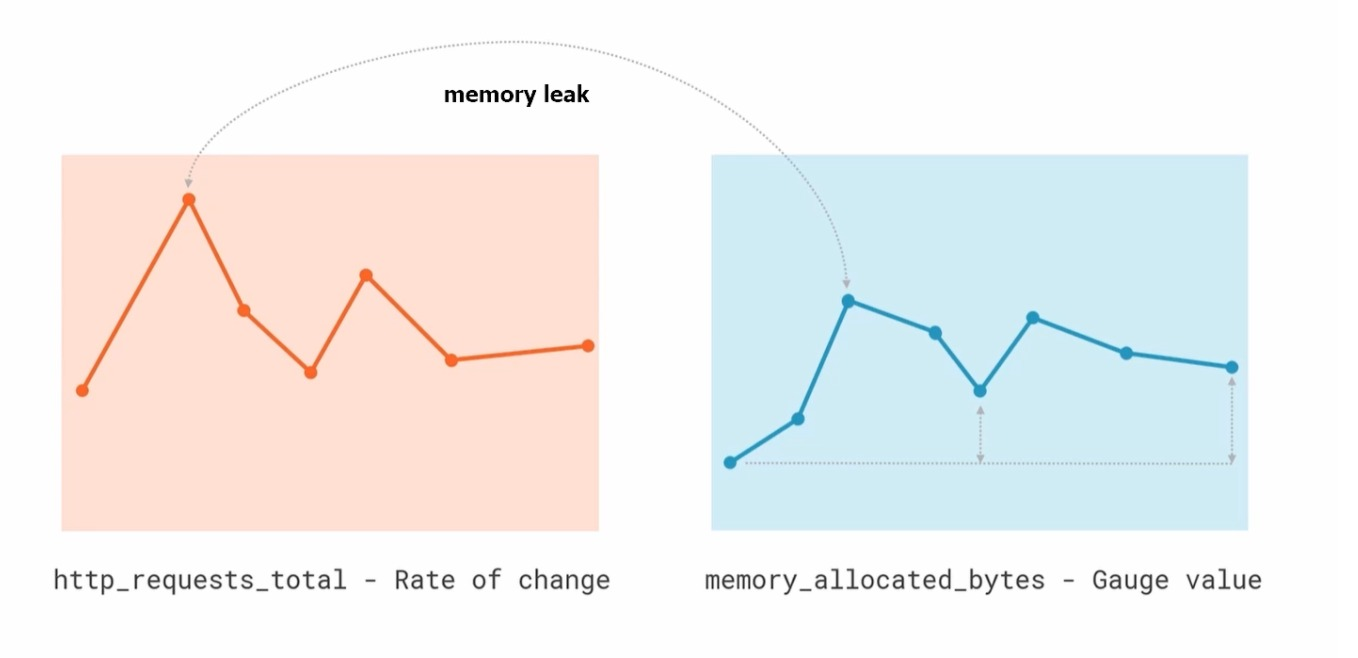 memory leak
http_requests_total - Rate of change
memory_allocated_bytes - Gauge value